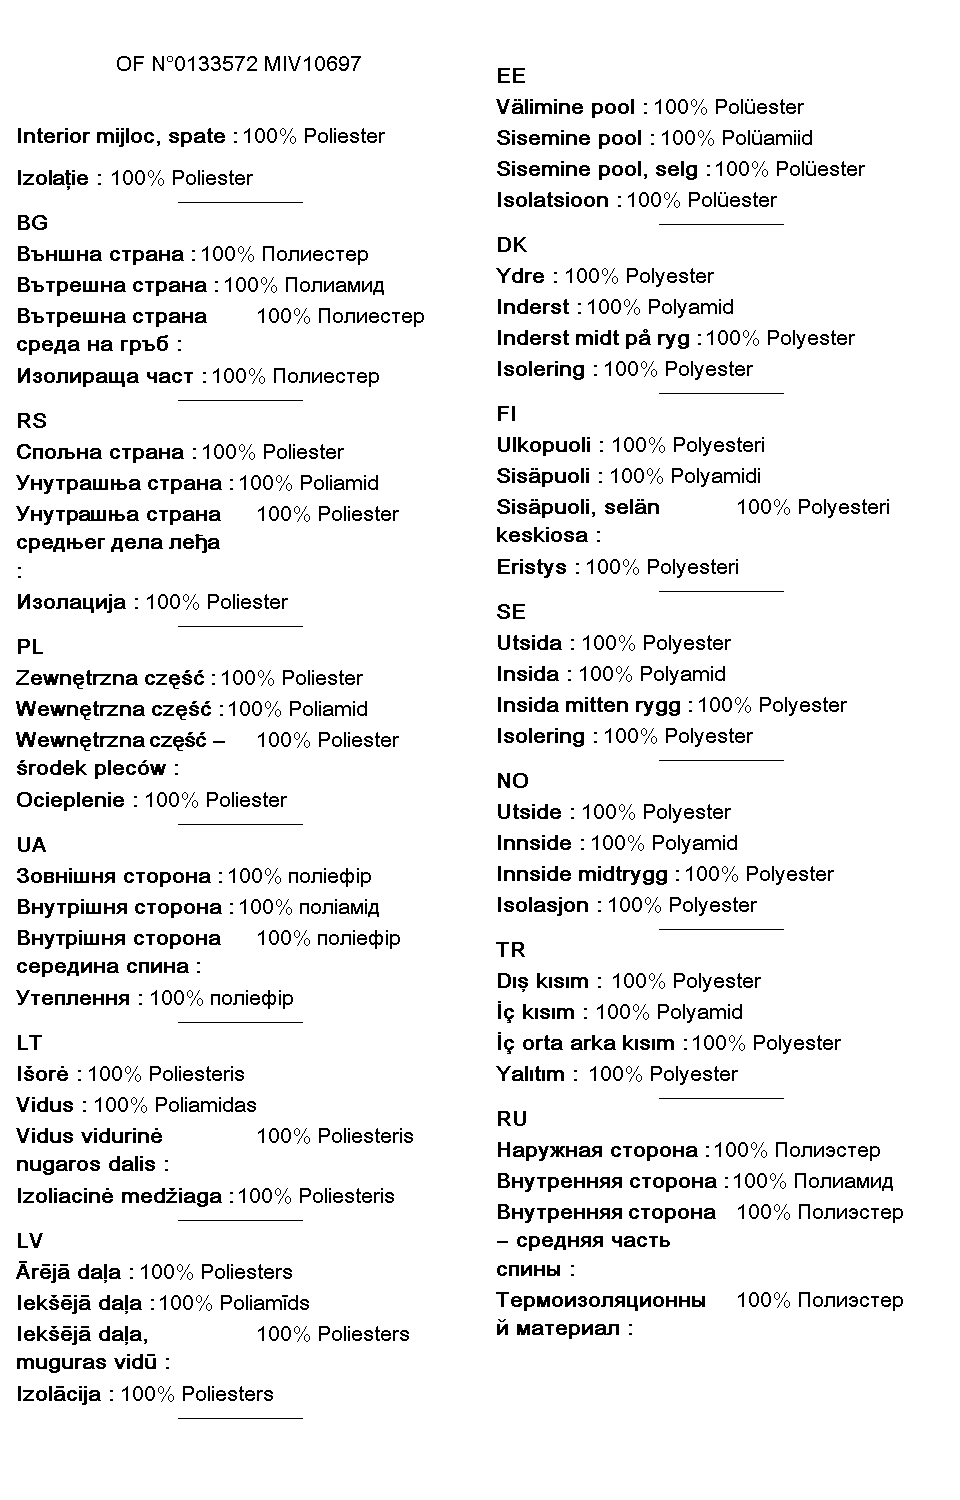 OF N°0133572 MIV10697
Interior mijloc, spate : 100% Poliester
Izolație : 100% Poliester
BG
Външна страна : 100% Полиестер
Вътрешна страна : 100% Полиамид
Вътрешна страна 100% Полиестер
среда на гръб :
Изолираща част : 100% Полиестер
RS
Спољна страна : 100% Poliester
Унутрашња страна : 100% Poliamid
Унутрашња страна 100% Poliester
средњег дела леђа
:
Изолација : 100% Poliester
PL
Zewnętrzna część : 100% Poliester
Wewnętrzna część : 100% Poliamid
Wewnętrzna część – 100% Poliester
środek pleców :
Ocieplenie : 100% Poliester
UA
Зовнішня сторона : 100% поліефір
Внутрішня сторона : 100% поліамід
Внутрішня сторона 100% поліефір
середина спина :
Утеплення : 100% поліефір
LT
Išorė : 100% Poliesteris
Vidus : 100% Poliamidas
Vidus vidurinė 100% Poliesteris
nugaros dalis :
Izoliacinė medžiaga : 100% Poliesteris
LV
Ārējā daļa : 100% Poliesters
Iekšējā daļa : 100% Poliamīds
Iekšējā daļa, 100% Poliesters
muguras vidū :
Izolācija : 100% Poliesters
EE
Välimine pool : 100% Polüester
Sisemine pool : 100% Polüamiid
Sisemine pool, selg : 100% Polüester
Isolatsioon : 100% Polüester
DK
Ydre : 100% Polyester
Inderst : 100% Polyamid
Inderst midt på ryg : 100% Polyester
Isolering : 100% Polyester
FI
Ulkopuoli : 100% Polyesteri
Sisäpuoli : 100% Polyamidi
Sisäpuoli, selän 100% Polyesteri
keskiosa :
Eristys : 100% Polyesteri
SE
Utsida : 100% Polyester
Insida : 100% Polyamid
Insida mitten rygg : 100% Polyester
Isolering : 100% Polyester
NO
Utside : 100% Polyester
Innside : 100% Polyamid
Innside midtrygg : 100% Polyester
Isolasjon : 100% Polyester
TR
Dış kısım : 100% Polyester
İç kısım : 100% Polyamid
İç orta arka kısım : 100% Polyester
Yalıtım : 100% Polyester
RU
Наружная сторона : 100% Полиэстер
Внутренняя сторона : 100% Полиамид
Внутренняя сторона 100% Полиэстер
– средняя часть
спины :
Термоизоляционны 100% Полиэстер
й материал :